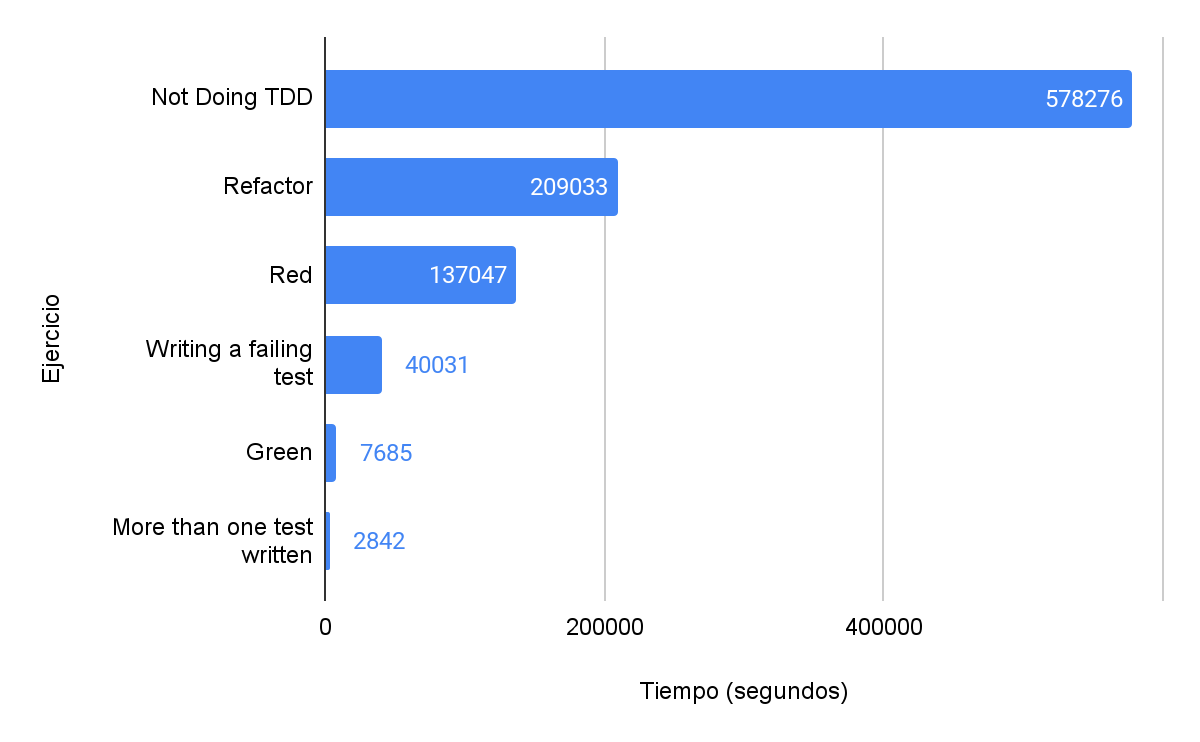 Not Doing TDD
578276
Refactor
209033
Red
137047
Writing a failing
test
40031
Green
7685
More than one test
written
2842
Ejercicio
0
200000
400000
Tiempo (segundos)